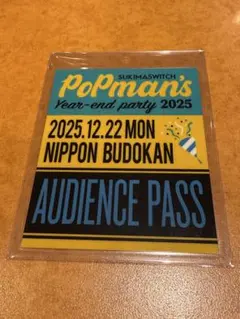 SUKIMASWITCH
POPMAN'S
Year-end party 2025
2025.12.22 MON
NIPPON BUDOKAN
AUDIENCE PASS